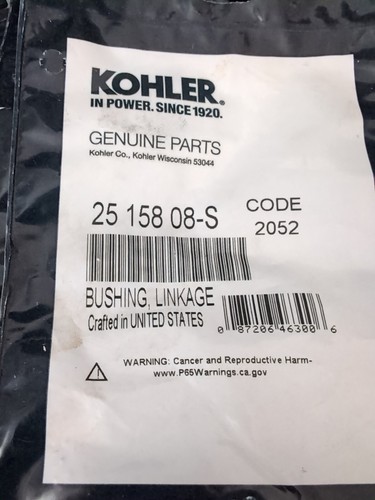 KOHLER®
IN POWER. SINCE 1920.
GENUINE PARTS
Kohler Co., Kohler Wisconsin 53044
25 158 08-S
CODE
2052
BUSHING, LINKAGE
Crafted in UNITED STATES
0 87206 46300 6
WARNING: Cancer and Reproductive Harm-
www.P65Warnings.ca.gov